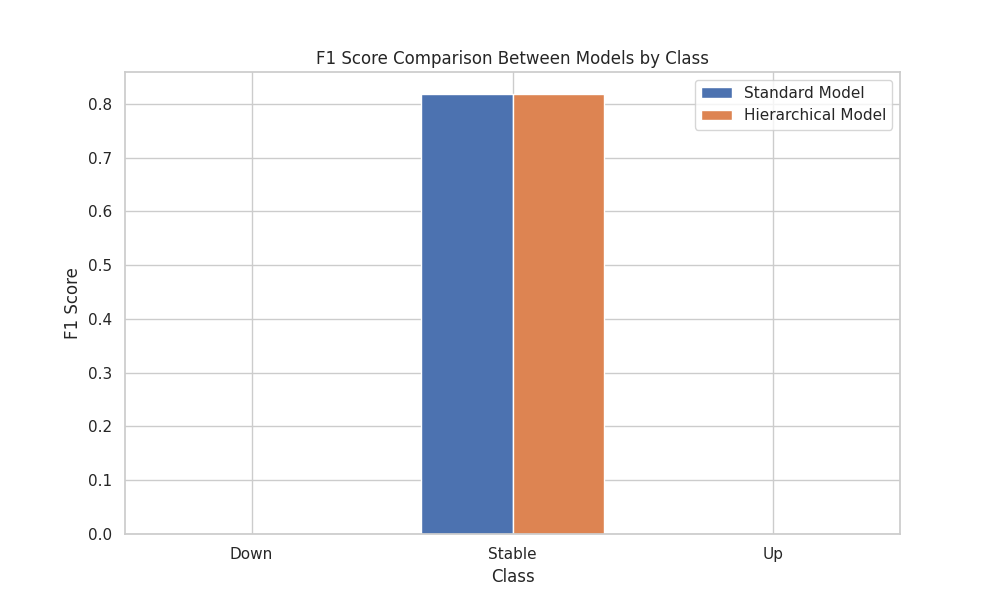 F1 Score Comparison Between Models by Class
Standard Model
Hierarchical Model
F1 Score
0.8
0.7
0.6
0.5
0.4
0.3
0.2
0.1
0.0
Down
Stable
Up
Class